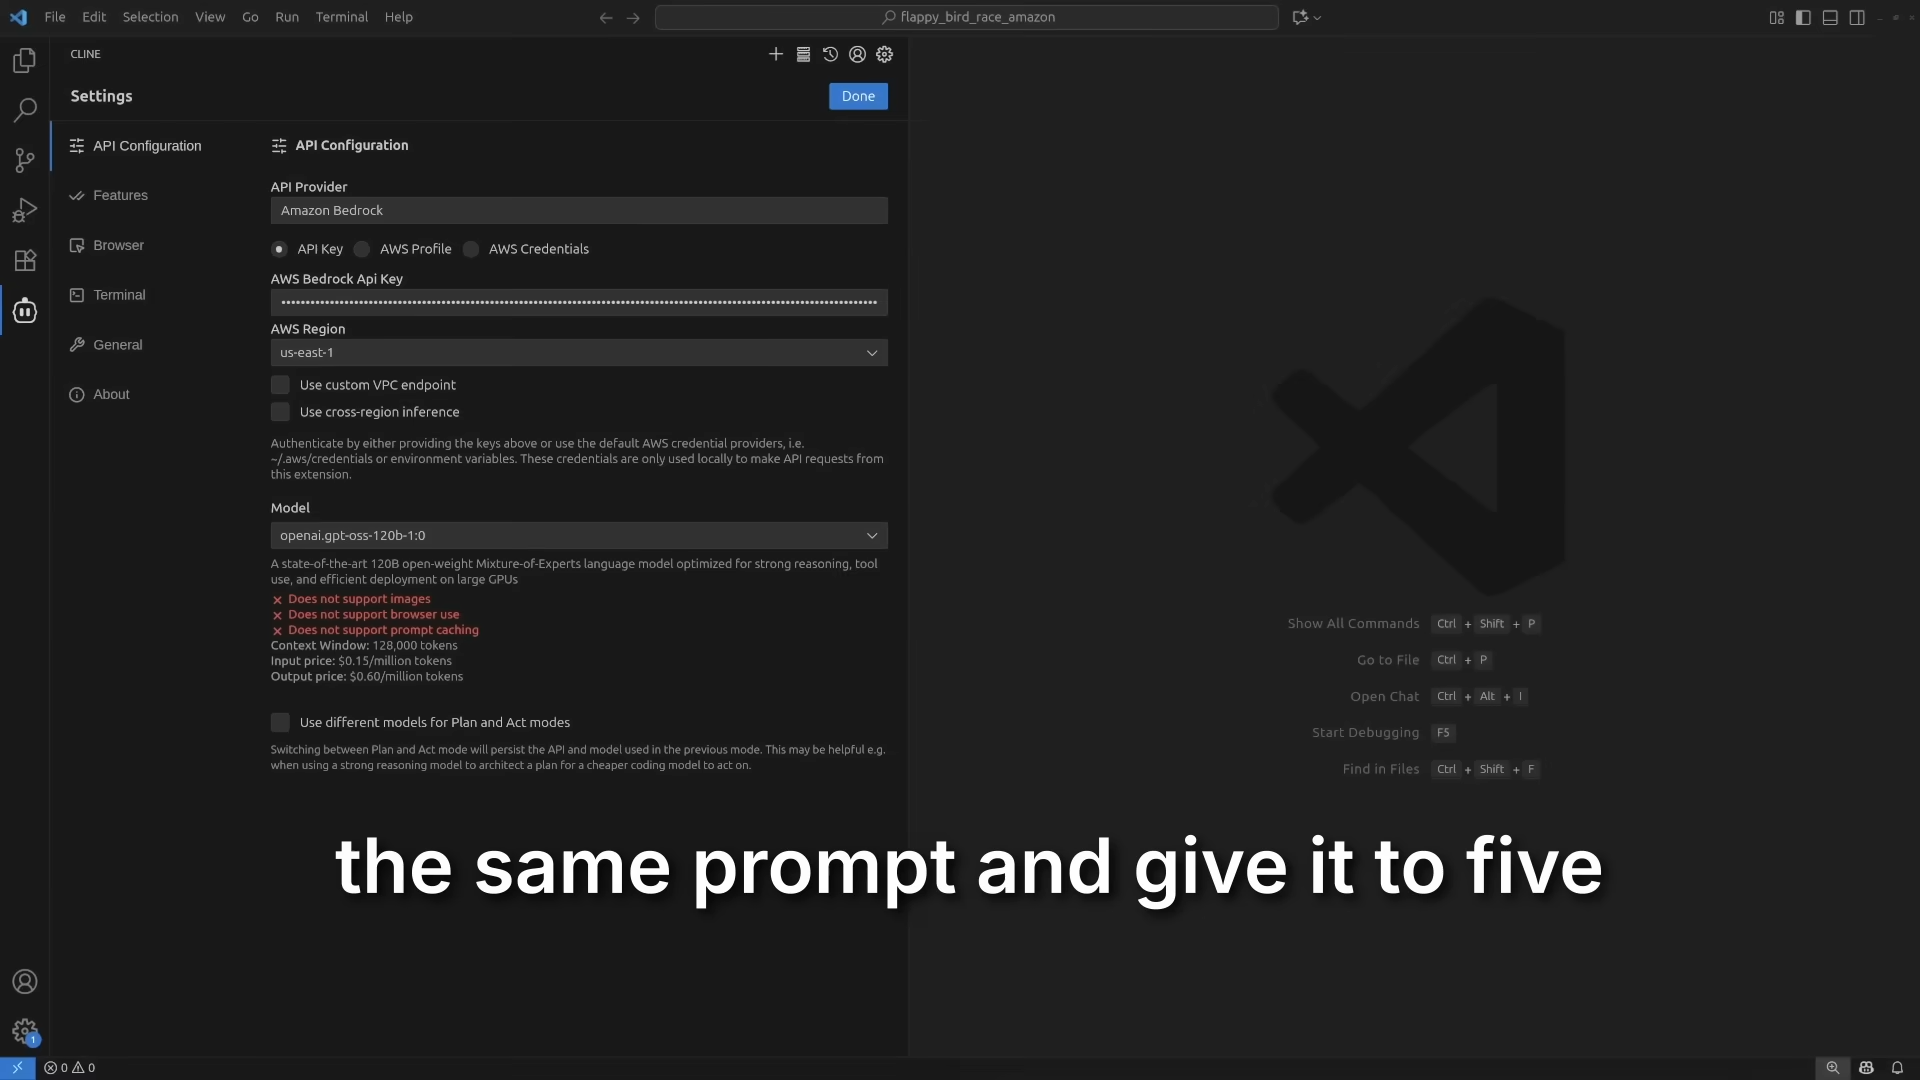 File Edit Selection View Go Run Terminal Help
flappy_bird_race_amazon
CLINE
Settings
Done
API Configuration
Features
Browser
Terminal
General
About
API Configuration
API Provider
Amazon Bedrock
API Key AWS Profile AWS Credentials
AWS Bedrock Api Key
AWS Region
us-east-1
Use custom VPC endpoint
Use cross-region inference
Authenticate by either providing the keys above or use the default AWS credential providers, i.e.
~/.aws/credentials or environment variables. These credentials are only used locally to make API requests from
this extension.
Model
openai.gpt-oss-120b-1:0
A state-of-the-art 120B open-weight Mixture-of-Experts language model optimized for strong reasoning, tool
use, and efficient deployment on large GPUs
Does not support images
Does not support browser use
Does not support prompt caching
Context Window: 128,000 tokens
Input price: $0.15/million tokens
Output price: $0.60/million tokens
Use different models for Plan and Act modes
Switching between Plan and Act mode will persist the API and model used in the previous mode. This may be helpful e.g.
when using a strong reasoning model to architect a plan for a cheaper coding model to act on.
Show All Commands Ctrl + Shift + P
Go to File Ctrl + P
Open Chat Ctrl + Alt + I
Start Debugging F5
Find in Files Ctrl + Shift + F
the same prompt and give it to five
1
0 0